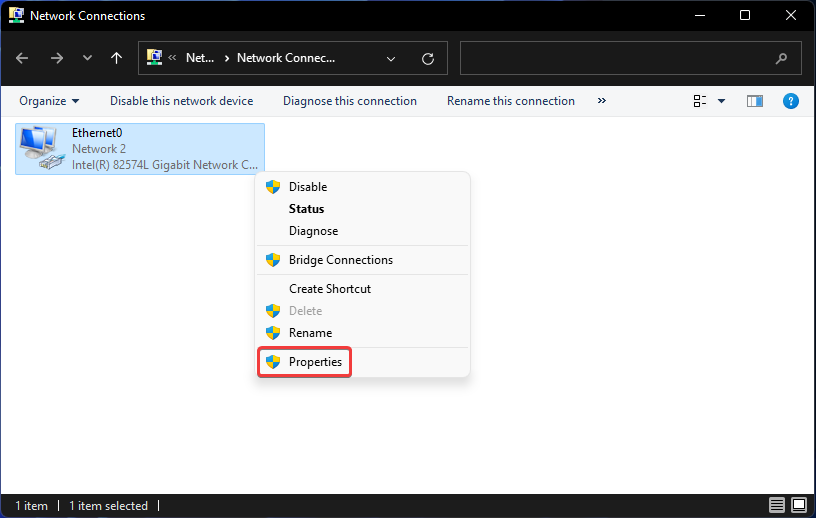 Network Connections
Net... Network Connec...
Organize Disable this network device Diagnose this connection Rename this connection »
Ethernet0
Network 2
Intel(R) 82574L Gigabit Network C...
Disable
Status
Diagnose
Bridge Connections
Create Shortcut
Delete
Rename
Properties
1 item 1 item selected